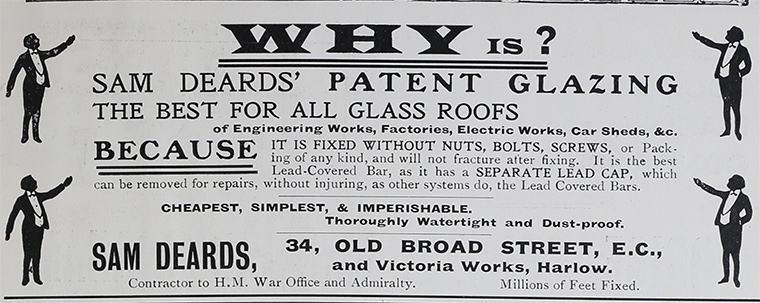 WHY IS?
SAM DEARDS' PATENT GLAZING
THE BEST FOR ALL GLASS ROOFS
of Engineering Works, Factories, Electric Works, Car Sheds, &c.
BECAUSE IT IS FIXED WITHOUT NUTS, BOLTS, SCREWS, or Pack-
ing of any kind, and will not fracture after fixing. It is the best
Lead-Covered Bar, as it has a SEPARATE LEAD CAP, which
can be removed for repairs, without injuring, as other systems do, the Lead Covered Bars.
CHEAPEST, SIMPLEST, & IMPERISHABLE.
Thoroughly Watertight and Dust-proof.
SAM DEARDS, 34, OLD BROAD STREET, E.C.,
and Victoria Works, Harlow.
Contractor to H.M. War Office and Admiralty. Millions of Feet Fixed.